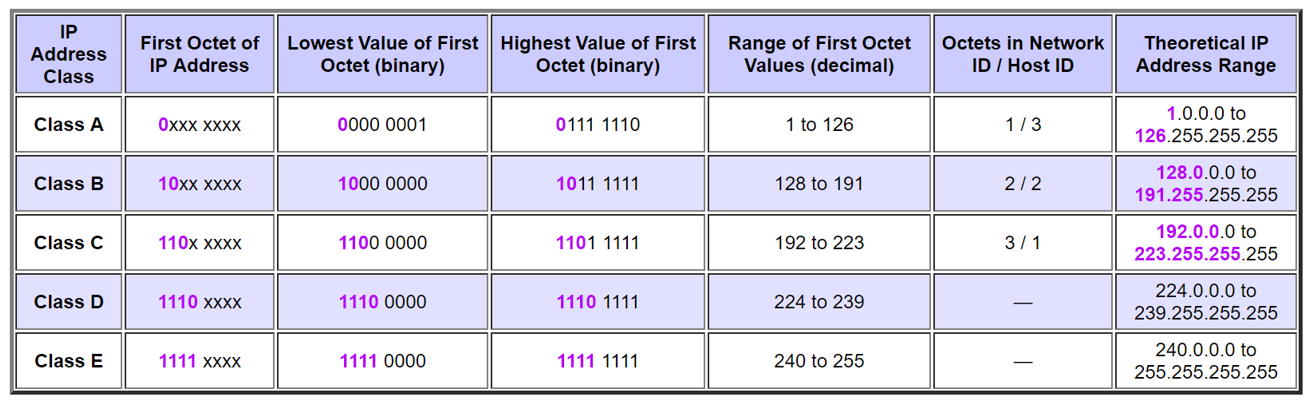 IP Address Class | First Octet of IP Address | Lowest Value of First Octet (binary) | Highest Value of First Octet (binary) | Range of First Octet Values (decimal) | Octets in Network ID / Host ID | Theoretical IP Address Range
Class A | 0xxx xxxx | 0000 0001 | 0111 1110 | 1 to 126 | 1 / 3 | 1.0.0.0 to 126.255.255.255
Class B | 10xx xxxx | 1000 0000 | 1011 1111 | 128 to 191 | 2 / 2 | 128.0.0.0 to 191.255.255.255
Class C | 110x xxxx | 1100 0000 | 1101 1111 | 192 to 223 | 3 / 1 | 192.0.0.0 to 223.255.255.255
Class D | 1110 xxxx | 1110 0000 | 1110 1111 | 224 to 239 | — | 224.0.0.0 to 239.255.255.255
Class E | 1111 xxxx | 1111 0000 | 1111 1111 | 240 to 255 | — | 240.0.0.0 to 255.255.255.255